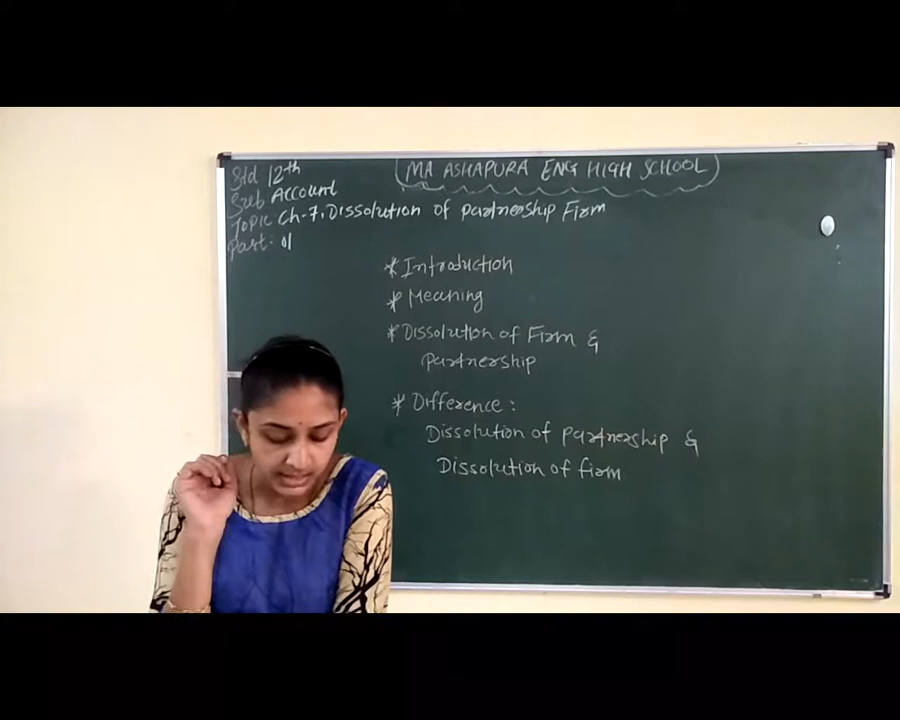 MA ASHAPURA ENG HIGH SCHOOL
Std 12th
Sub Account
Topic Ch-7. Dissolution of partnership Firm
Part: 01
* Introduction
* Meaning
* Dissolution of Firm &
partnership
* Difference:
Dissolution of partnership &
Dissolution of firm